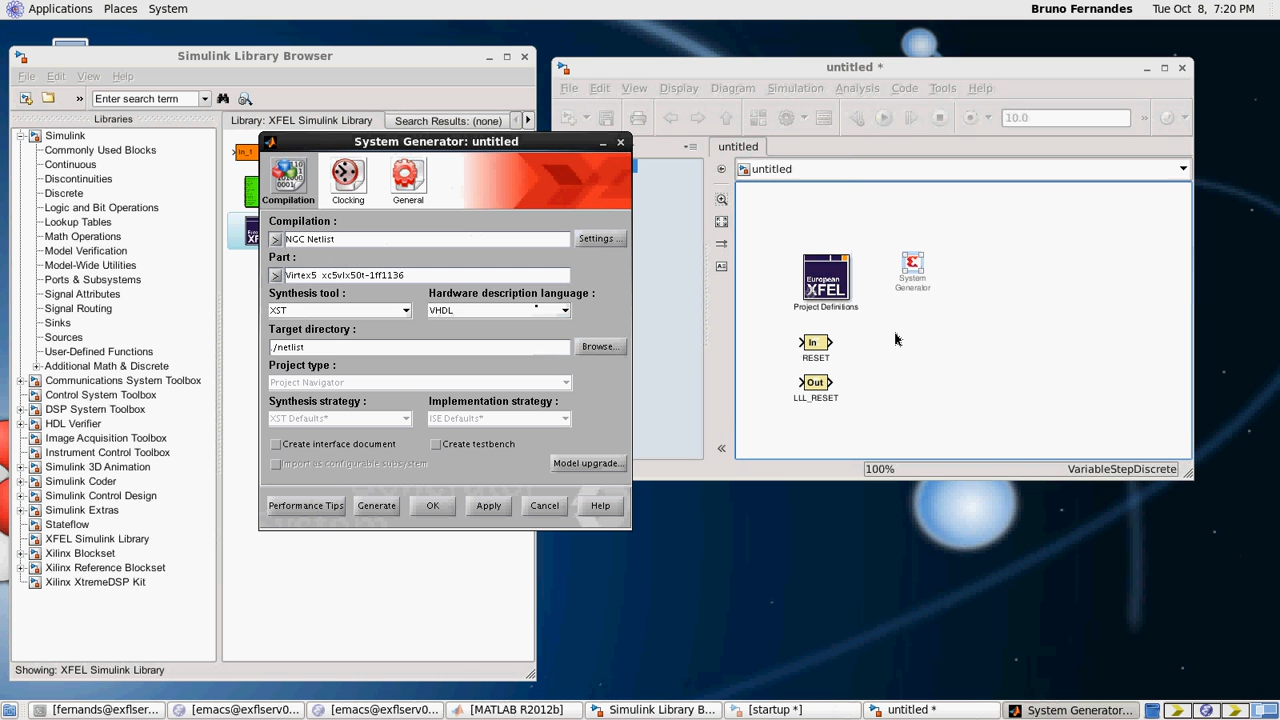 Applications Places System
Bruno Fernandes Tue Oct 8, 7:20 PM
Simulink Library Browser
File Edit View Help
» Enter search term
Libraries
Library: XFEL Simulink Library Search Results: (none)
Simulink
Commonly Used Blocks
Continuous
Discontinuities
Discrete
Logic and Bit Operations
Lookup Tables
Math Operations
Model Verification
Model-Wide Utilities
Ports & Subsystems
Signal Attributes
Signal Routing
Sinks
Sources
User-Defined Functions
Additional Math & Discrete
Communications System Toolbox
Control System Toolbox
DSP System Toolbox
HDL Verifier
Image Acquisition Toolbox
Instrument Control Toolbox
Simulink 3D Animation
Simulink Coder
Simulink Control Design
Simulink Extras
Stateflow
XFEL Simulink Library
Xilinx Blockset
Xilinx Reference Blockset
Xilinx XtremeDSP Kit
Showing: XFEL Simulink Library
In_1
System Generator: untitled
Compilation Clocking General
Compilation :
> NGC Netlist Settings ...
Part :
> Virtex5 xc5vlx50t-1ff1136
Synthesis tool : Hardware description language :
XST VHDL
Target directory :
./netlist Browse...
Project type :
Project Navigator
Synthesis strategy : Implementation strategy :
XST Defaults* ISE Defaults*
Create interface document Create testbench
Import as configurable subsystem Model upgrade...
Performance Tips Generate OK Apply Cancel Help
untitled *
File Edit View Display Diagram Simulation Analysis Code Tools Help
10.0 »
untitled
untitled
European
XFEL
Project Definitions
System
Generator
In
RESET
Out
LLL_RESET
«
100% VariableStepDiscrete
[fernands@exflser... [emacs@exflserv0... [emacs@exflserv0... [MATLAB R2012b] Simulink Library B... [startup *] untitled * System Generator...